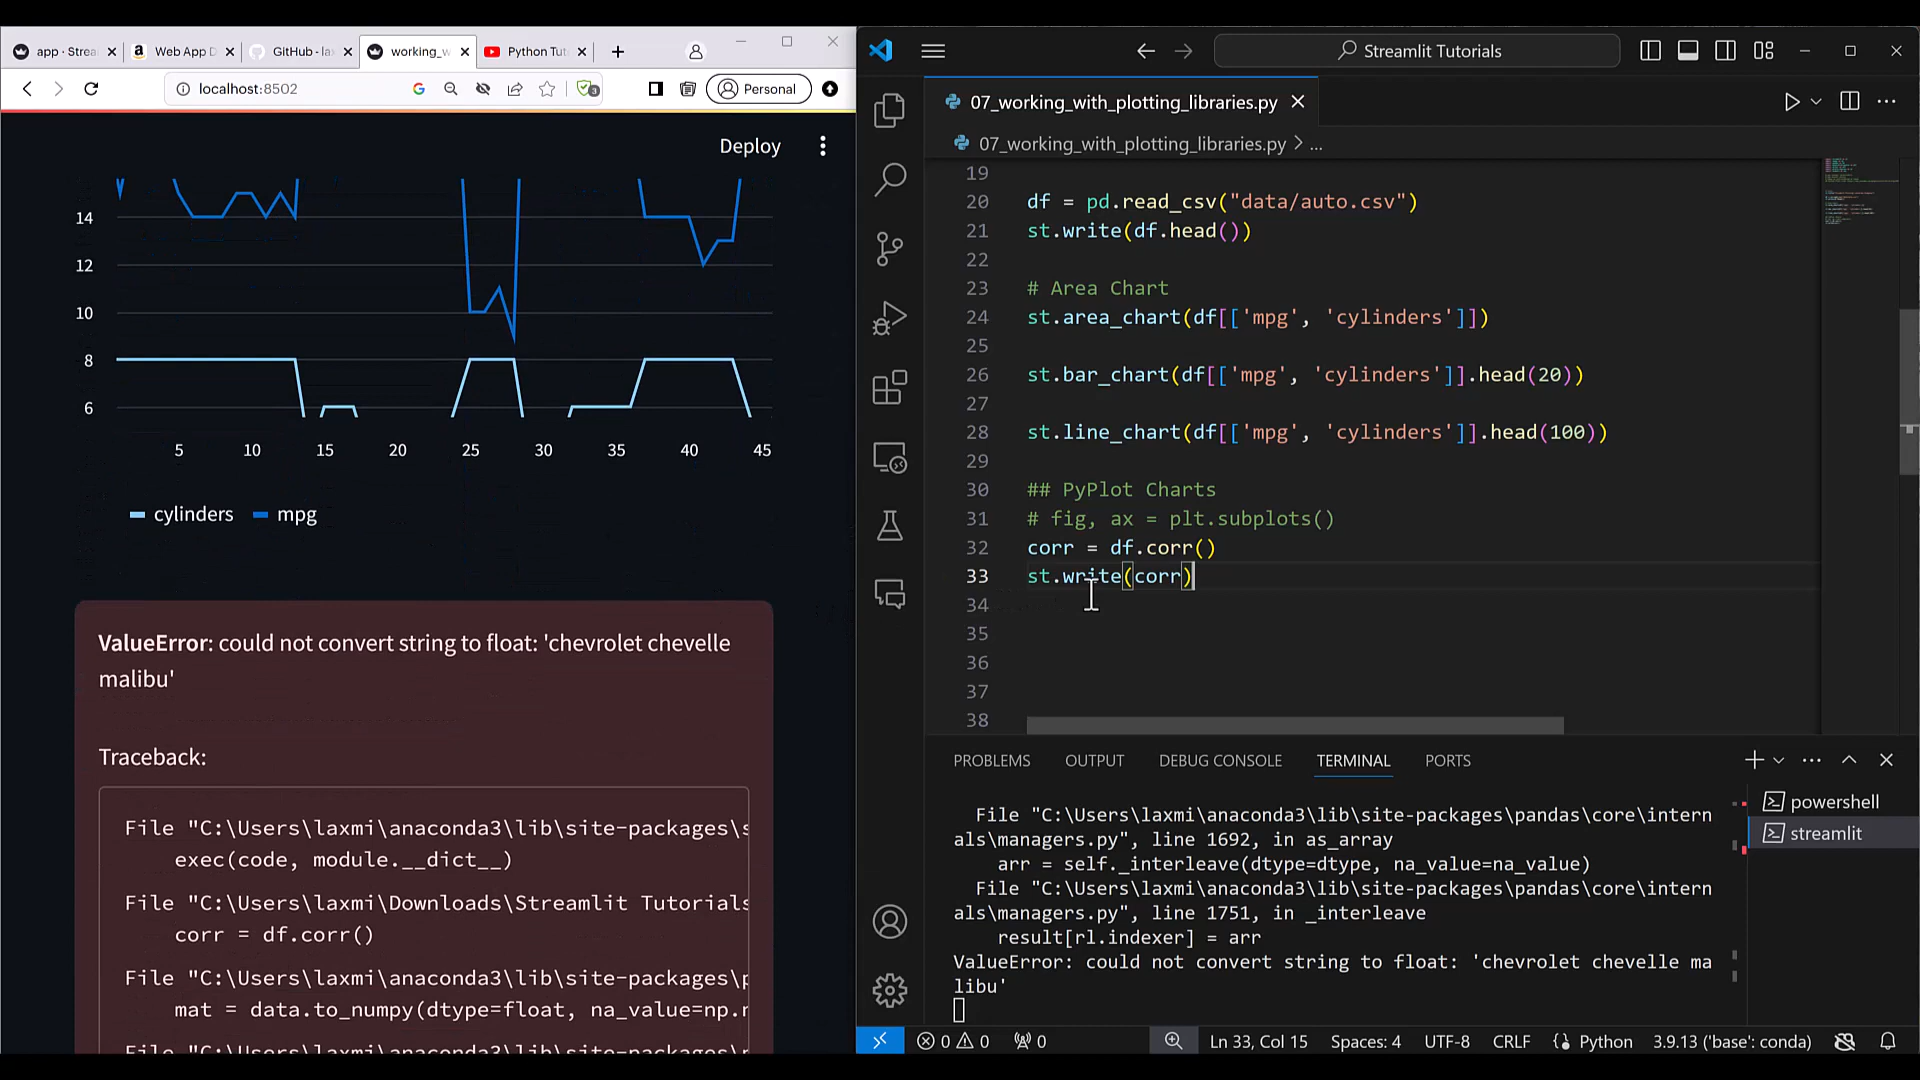 app · Strea
Web App D
GitHub - lax
working_w
Python Tut
localhost:8502
3
Personal
Deploy
14
12
10
8
6
5 10 15 20 25 30 35 40 45
cylinders mpg
ValueError: could not convert string to float: 'chevrolet chevelle
malibu'
Traceback:
File "C:\Users\laxmi\anaconda3\lib\site-packages\s
exec(code, module.__dict__)
File "C:\Users\laxmi\Downloads\Streamlit Tutorials
corr = df.corr()
File "C:\Users\laxmi\anaconda3\lib\site-packages\p
mat = data.to_numpy(dtype=float, na_value=np.n
Streamlit Tutorials
07_working_with_plotting_libraries.py
07_working_with_plotting_libraries.py > ...
19
20 df = pd.read_csv("data/auto.csv")
21 st.write(df.head())
22
23 # Area Chart
24 st.area_chart(df[['mpg', 'cylinders']])
25
26 st.bar_chart(df[['mpg', 'cylinders']].head(20))
27
28 st.line_chart(df[['mpg', 'cylinders']].head(100))
29
30 ## PyPlot Charts
31 # fig, ax = plt.subplots()
32 corr = df.corr()
33 st.write(corr)
34
35
36
37
38
PROBLEMS OUTPUT DEBUG CONSOLE TERMINAL PORTS
File "C:\Users\laxmi\anaconda3\lib\site-packages\pandas\core\intern
als\managers.py", line 1692, in as_array
arr = self._interleave(dtype=dtype, na_value=na_value)
File "C:\Users\laxmi\anaconda3\lib\site-packages\pandas\core\intern
als\managers.py", line 1751, in _interleave
result[rl.indexer] = arr
ValueError: could not convert string to float: 'chevrolet chevelle ma
libu'
powershell
streamlit
0 0 0 Ln 33, Col 15 Spaces: 4 UTF-8 CRLF Python 3.9.13 ('base': conda)